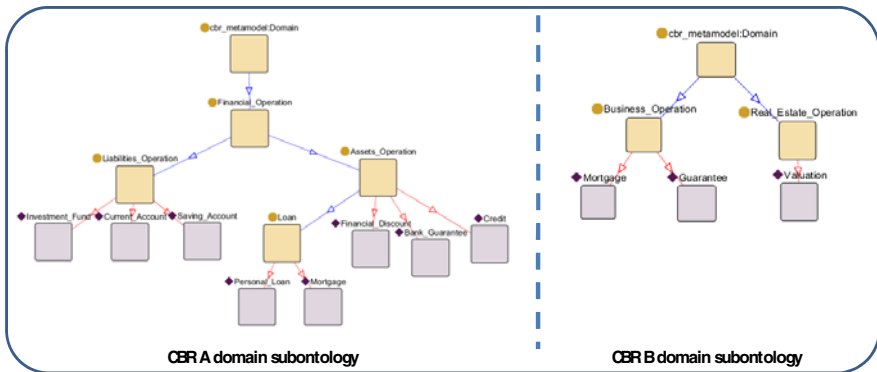 cbr_metamodel:Domain
Financial_Operation
Liabilities_Operation
Assets_Operation
Investment_Fund
Current_Account
Saving_Account
Loan
Financial_Discount
Bank_Guarantee
Credit
Personal_Loan
Mortgage
CBR A domain subontology
cbr_metamodel:Domain
Business_Operation
Real_Estate_Operation
Mortgage
Guarantee
Valuation
CBR B domain subontology